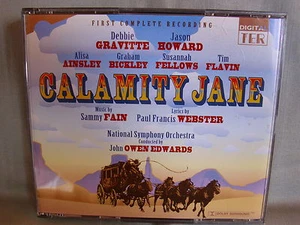 FIRST COMPLETE RECORDING
DIGITAL
TER
Debbie GRAVITTE
Jason HOWARD
Alisa AINSLEY
Graham BICKLEY
Susannah FELLOWS
Tim FLAVIN
CALAMITY JANE
Music by
Sammy FAIN
Lyrics by
Paul Francis WEBSTER
National Symphony Orchestra
Conducted by
John OWEN EDWARDS